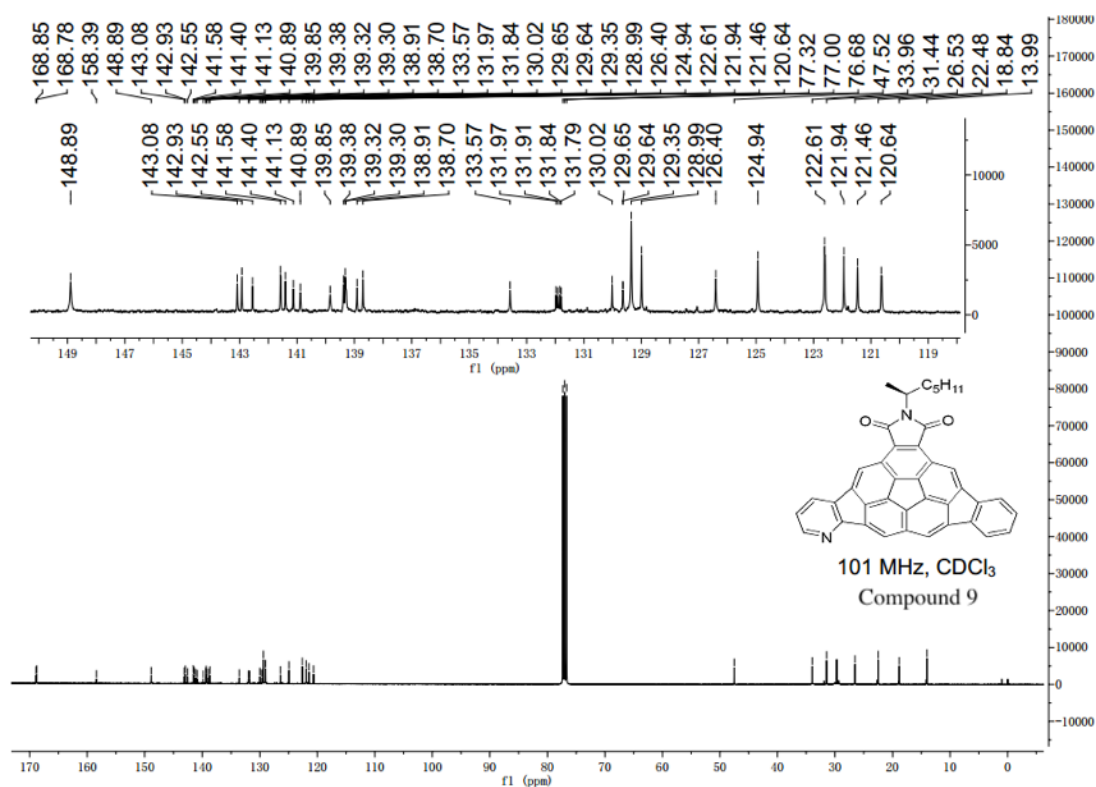 168.85 168.78 158.39 148.89 143.08 142.93 142.55 141.58 141.40 141.13 140.89 139.85 139.38 139.32 139.30 138.91 138.70 133.57 131.97 131.84 130.02 129.65 129.64 129.35 128.99 126.40 124.94 122.61 121.94 121.46 120.64 77.32 77.00 76.68 47.52 33.96 31.44 26.53 22.48 18.84 13.99
148.89 143.08 142.93 142.55 141.58 141.40 141.13 140.89 139.85 139.38 139.32 139.30 138.91 138.70 133.57 131.97 131.91 131.84 131.79 130.02 129.65 129.64 129.35 128.99 126.40 124.94 122.61 121.94 121.46 120.64
10000
5000
0
149 147 145 143 141 139 137 135 133 131 129 127 125 123 121 119
f1 (ppm)
180000
170000
160000
150000
140000
130000
120000
110000
100000
90000
80000
70000
60000
50000
40000
30000
20000
10000
0
-10000
C₅H₁₁
N
O O
N
101 MHz, CDCl₃
Compound 9
170 160 150 140 130 120 110 100 90 80 70 60 50 40 30 20 10 0
f1 (ppm)